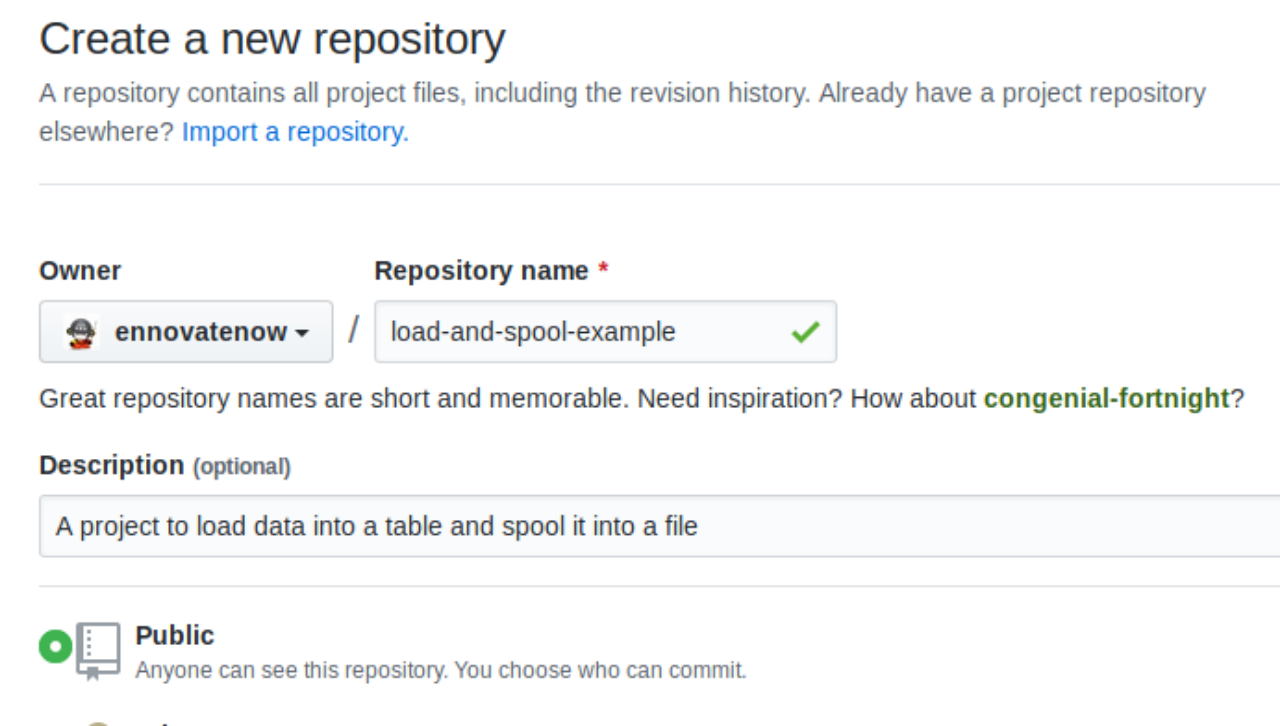 Create a new repository
A repository contains all project files, including the revision history. Already have a project repository
elsewhere? Import a repository.
Owner Repository name *
ennovatenow / load-and-spool-example
Great repository names are short and memorable. Need inspiration? How about congenial-fortnight?
Description (optional)
A project to load data into a table and spool it into a file
Public
Anyone can see this repository. You choose who can commit.